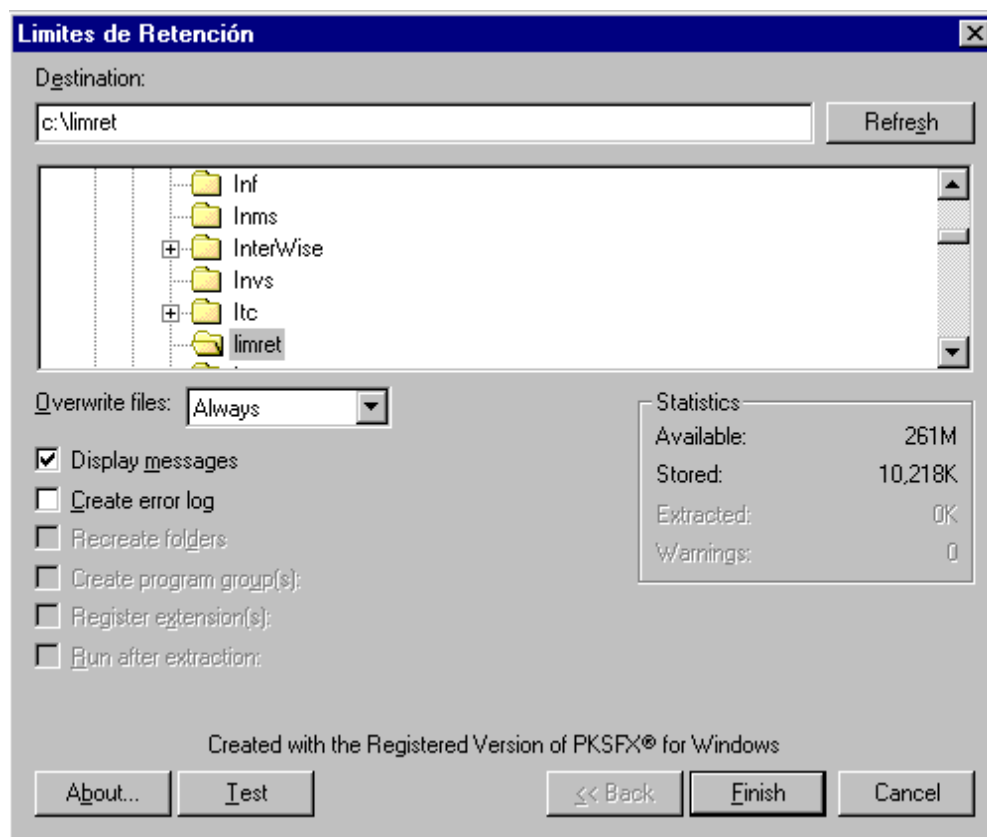 Limites de Retención
Destination:
c:\limret
Refresh
Inf
Inms
InterWise
Invs
Itc
limret
Overwrite files: Always
Statistics
Available: 261M
Stored: 10,218K
Extracted: 0K
Warnings: 0
Display messages
Create error log
Recreate folders
Create program group(s):
Register extension(s):
Run after extraction:
Created with the Registered Version of PKSFX® for Windows
About...
Test
<< Back
Finish
Cancel